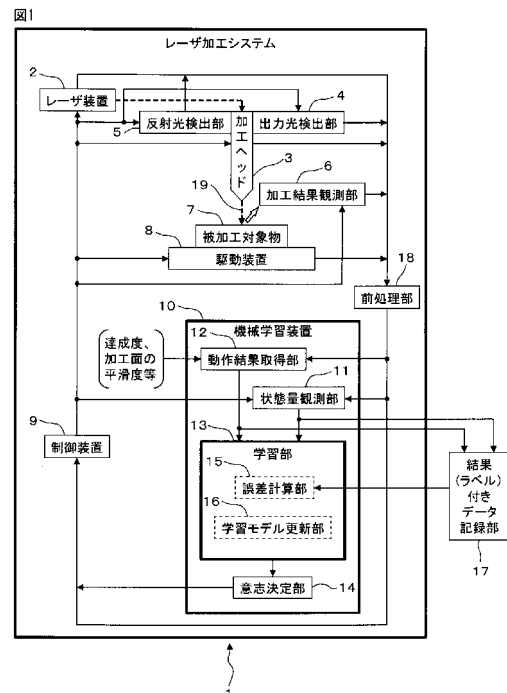 図1
レーザ加工システム
2
レーザ装置
4
反射光検出部
5
加工ヘッド
出力光検出部
3
6
加工結果観測部
19
7
被加工対象物
8
駆動装置
18
前処理部
10
機械学習装置
12
動作結果取得部
達成度、
加工面の
平滑度等
11
状態量観測部
9
制御装置
13
学習部
15
誤差計算部
16
学習モデル更新部
結果
(ラベル)
付き
データ
記録部
17
意志決定部
14
1